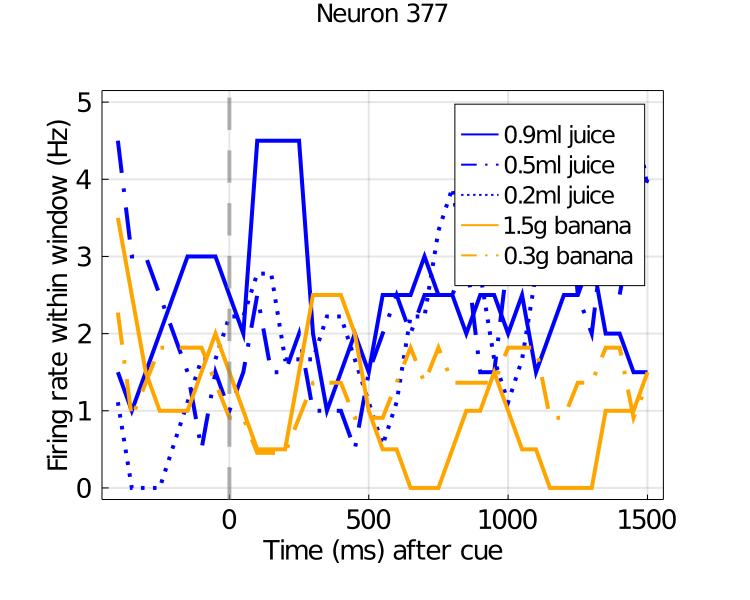 Neuron 377
Firing rate within window (Hz)
5
4
3
2
1
0
0.9ml juice
0.5ml juice
0.2ml juice
1.5g banana
0.3g banana
0 500 1000 1500
Time (ms) after cue